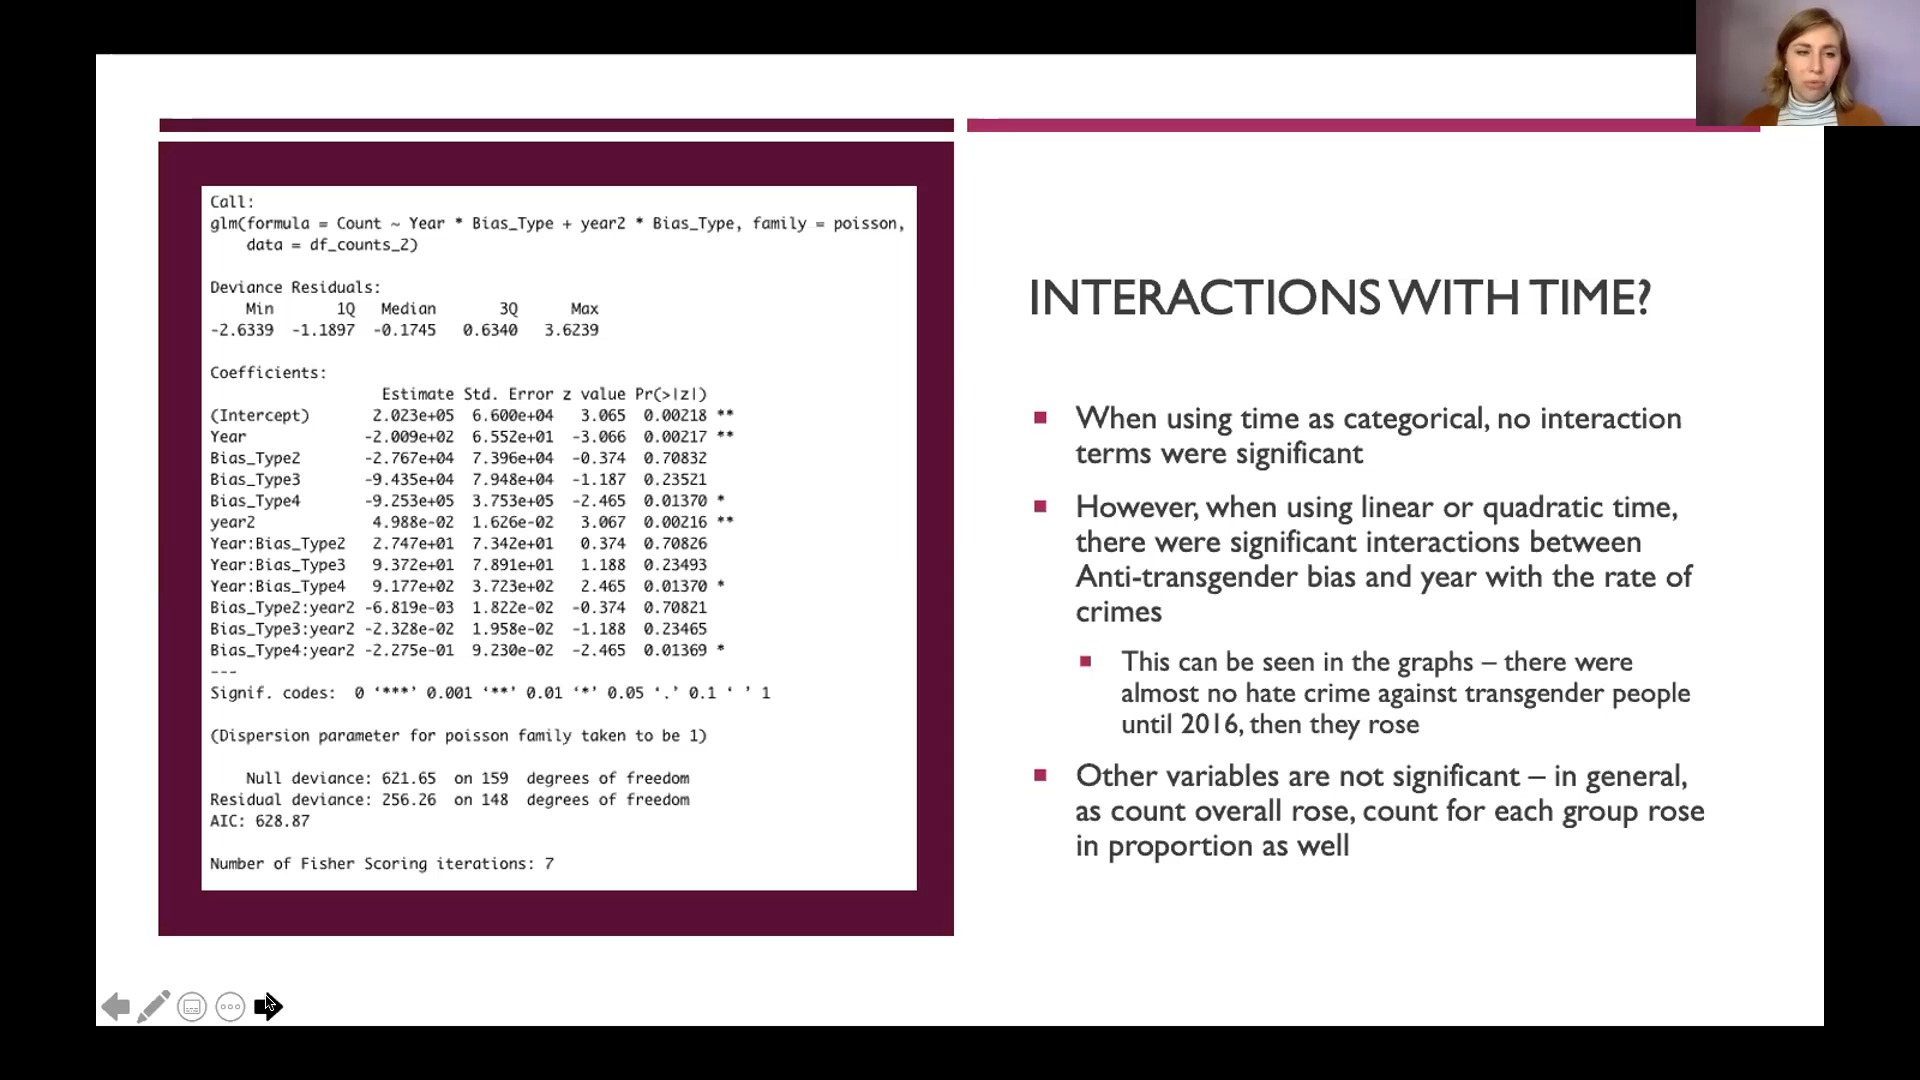 Call:
glm(formula = Count ~ Year * Bias_Type + year2 * Bias_Type, family = poisson,
data = df_counts_2)
Deviance Residuals:
Min 1Q Median 3Q Max
-2.6339 -1.1897 -0.1745 0.6340 3.6239
Coefficients:
Estimate Std. Error z value Pr(>|z|)
(Intercept) 2.023e+05 6.600e+04 3.065 0.00218 **
Year -2.009e+02 6.552e+01 -3.066 0.00217 **
Bias_Type2 -2.767e+04 7.396e+04 -0.374 0.70832
Bias_Type3 -9.435e+04 7.948e+04 -1.187 0.23521
Bias_Type4 -9.253e+05 3.753e+05 -2.465 0.01370 *
year2 4.988e-02 1.626e-02 3.067 0.00216 **
Year:Bias_Type2 2.747e+01 7.342e+01 0.374 0.70826
Year:Bias_Type3 9.372e+01 7.891e+01 1.188 0.23493
Year:Bias_Type4 9.177e+02 3.723e+02 2.465 0.01370 *
Bias_Type2:year2 -6.819e-03 1.822e-02 -0.374 0.70821
Bias_Type3:year2 -2.328e-02 1.958e-02 -1.188 0.23465
Bias_Type4:year2 -2.275e-01 9.230e-02 -2.465 0.01369 *
---
Signif. codes: 0 ‘***’ 0.001 ‘**’ 0.01 ‘*’ 0.05 ‘.’ 0.1 ‘ ’ 1
(Dispersion parameter for poisson family taken to be 1)
Null deviance: 621.65 on 159 degrees of freedom
Residual deviance: 256.26 on 148 degrees of freedom
AIC: 628.87
Number of Fisher Scoring iterations: 7
INTERACTIONS WITH TIME?
When using time as categorical, no interaction
terms were significant
However, when using linear or quadratic time,
there were significant interactions between
Anti-transgender bias and year with the rate of
crimes
This can be seen in the graphs – there were
almost no hate crime against transgender people
until 2016, then they rose
Other variables are not significant – in general,
as count overall rose, count for each group rose
in proportion as well